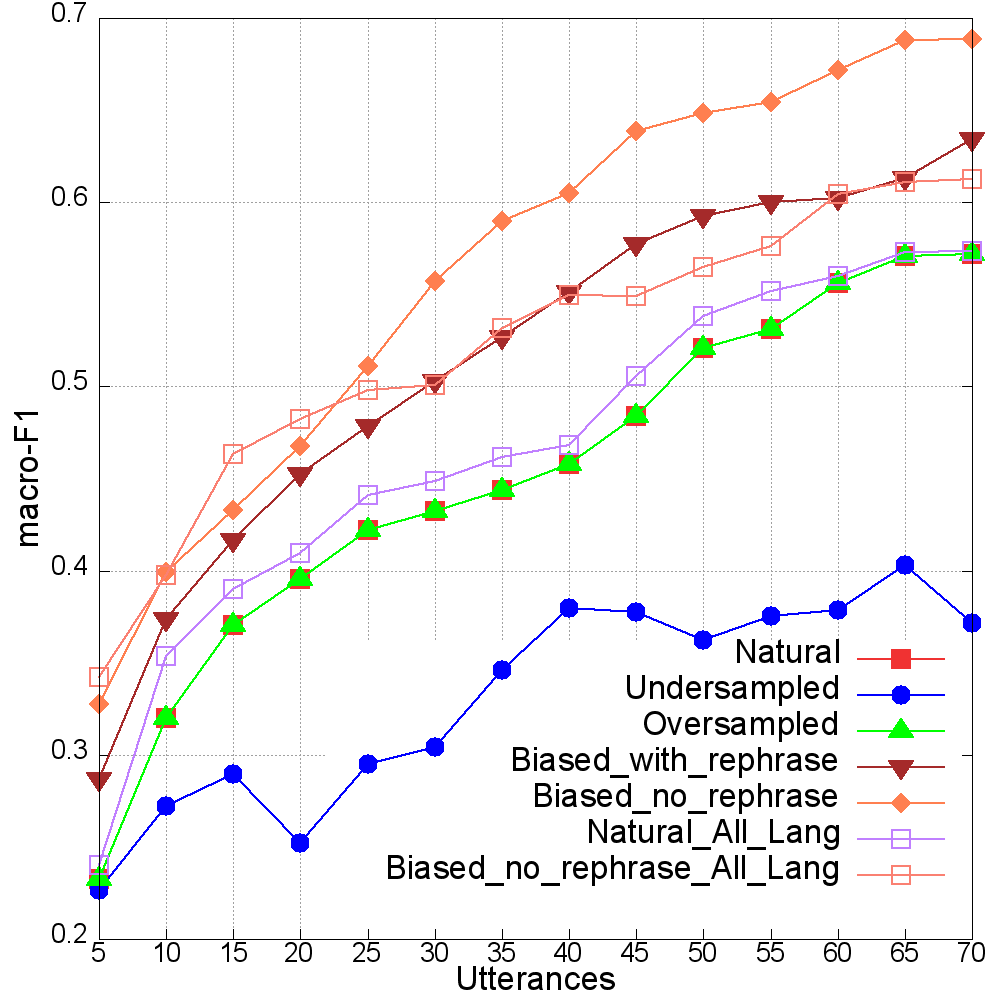 0.7
0.6
0.5
0.4
0.3
0.2
macro-F1
Natural
Undersampled
Oversampled
Biased_with_rephrase
Biased_no_rephrase
Natural_All_Lang
Biased_no_rephrase_All_Lang
5 10 15 20 25 30 35 40 45 50 55 60 65 70
Utterances